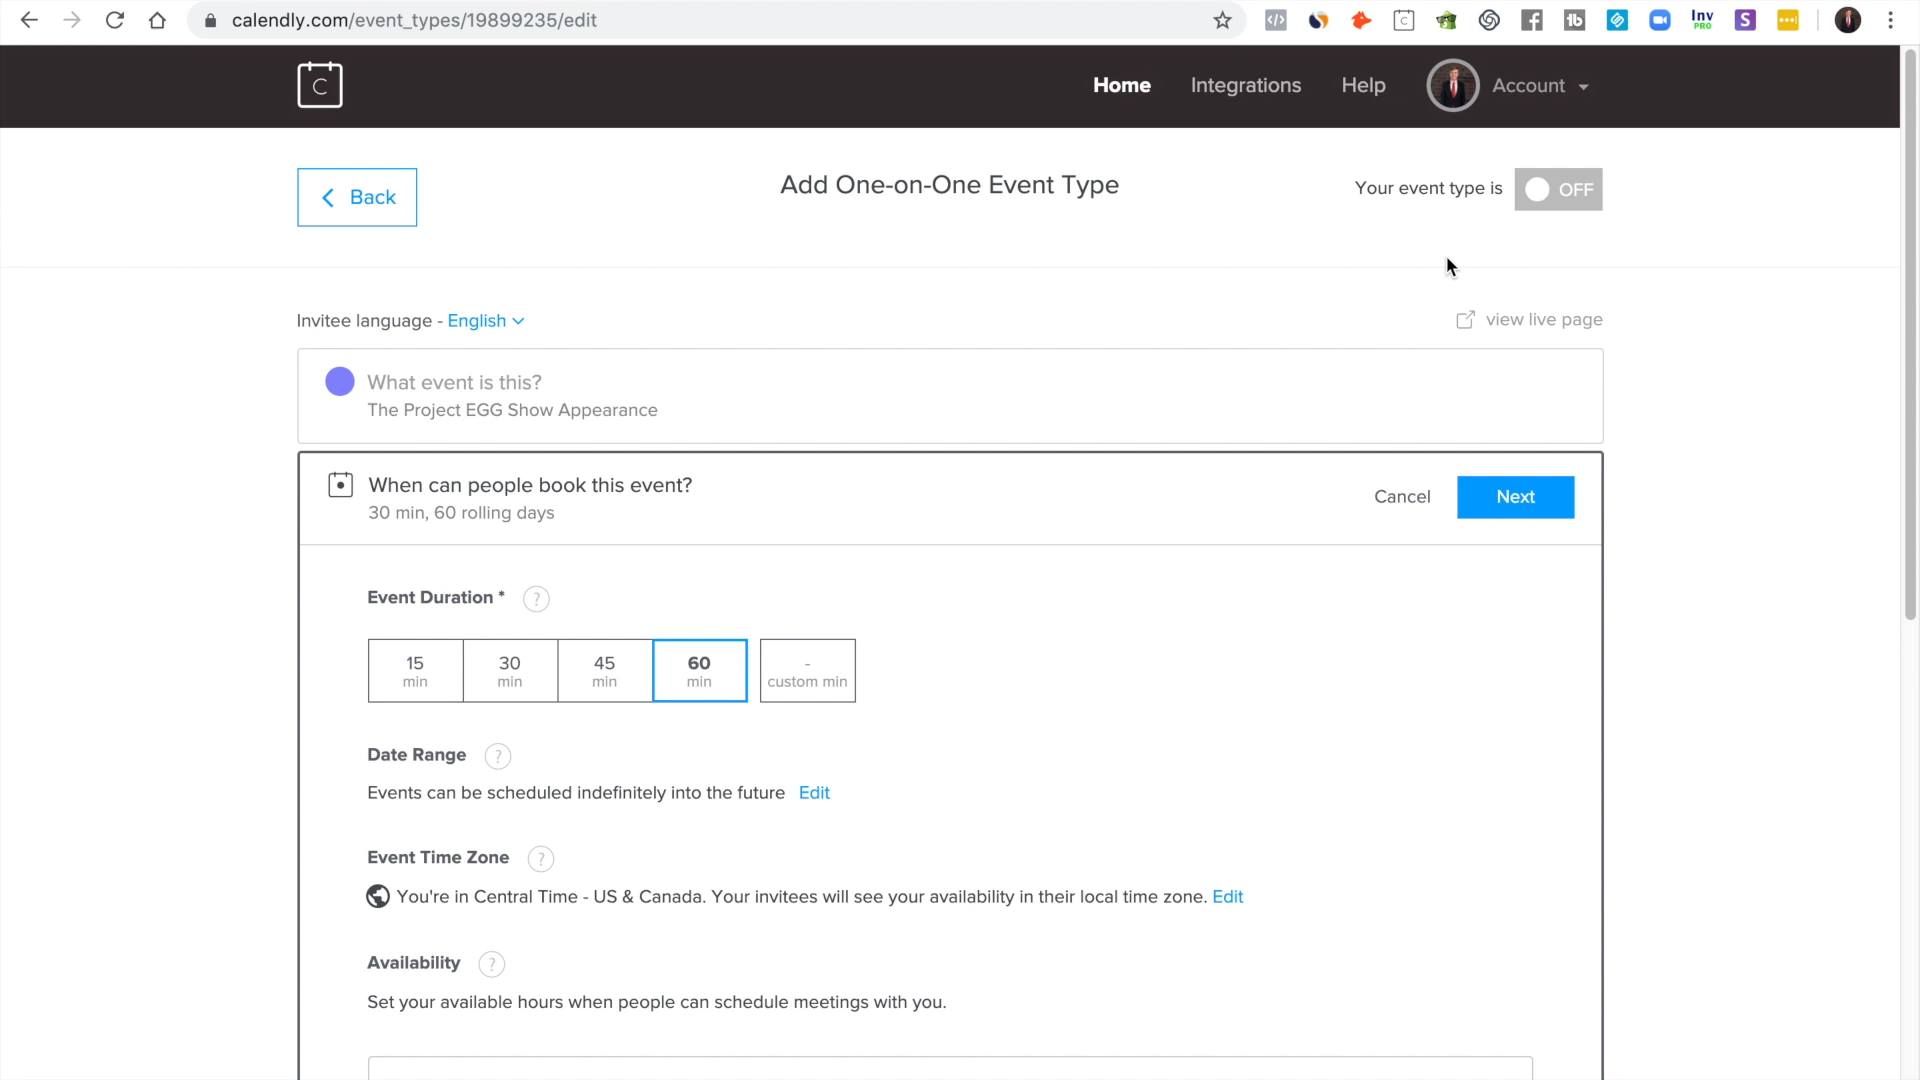 calendly.com/event_types/19899235/edit
Inv
PRO
S
C
Home
Integrations
Help
Account
Back
Add One-on-One Event Type
Your event type is
OFF
Invitee language - English
view live page
What event is this?
The Project EGG Show Appearance
When can people book this event?
30 min, 60 rolling days
Cancel
Next
Event Duration * ?
15
min
30
min
45
min
60
min
-
custom min
Date Range ?
Events can be scheduled indefinitely into the future Edit
Event Time Zone ?
You're in Central Time - US & Canada. Your invitees will see your availability in their local time zone. Edit
Availability ?
Set your available hours when people can schedule meetings with you.